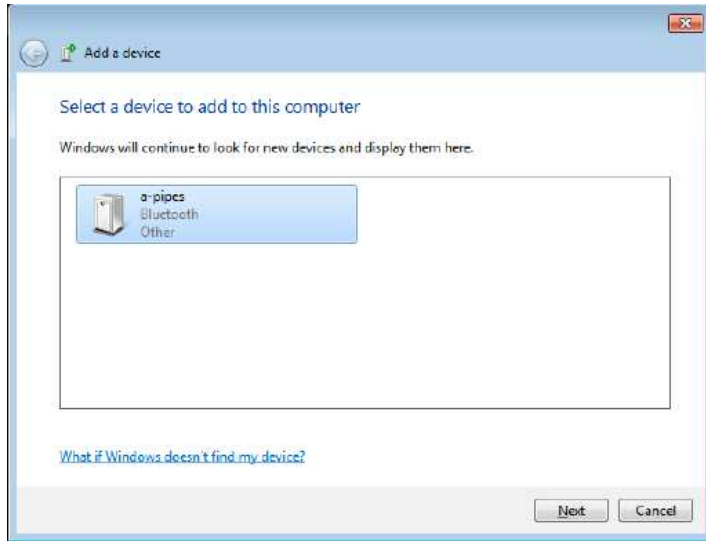 Add a device
Select a device to add to this computer
Windows will continue to look for new devices and display them here.
a-pipes
Bluetooth
Other
What if Windows doesn't find my device?
Next Cancel